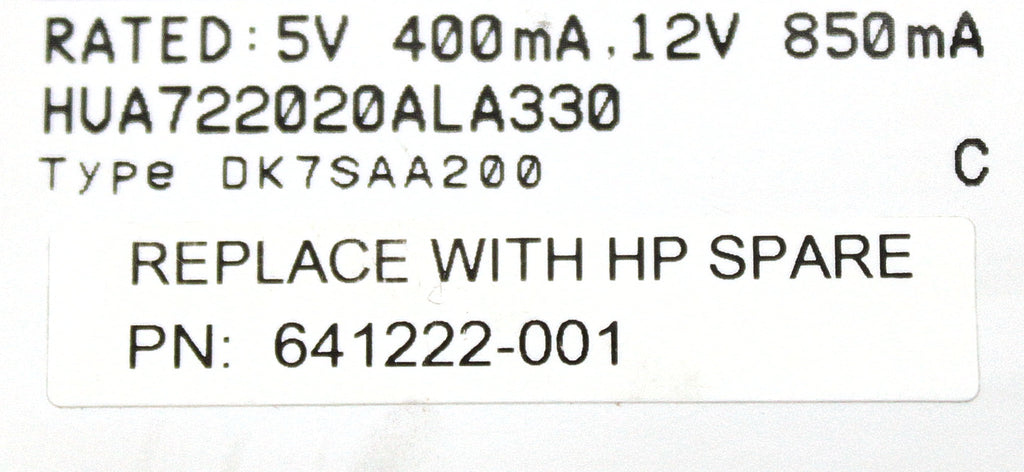 RATED: 5V 400mA, 12V 850mA
HUA722020ALA330
Type DK7SAA200
C
REPLACE WITH HP SPARE
PN: 641222-001